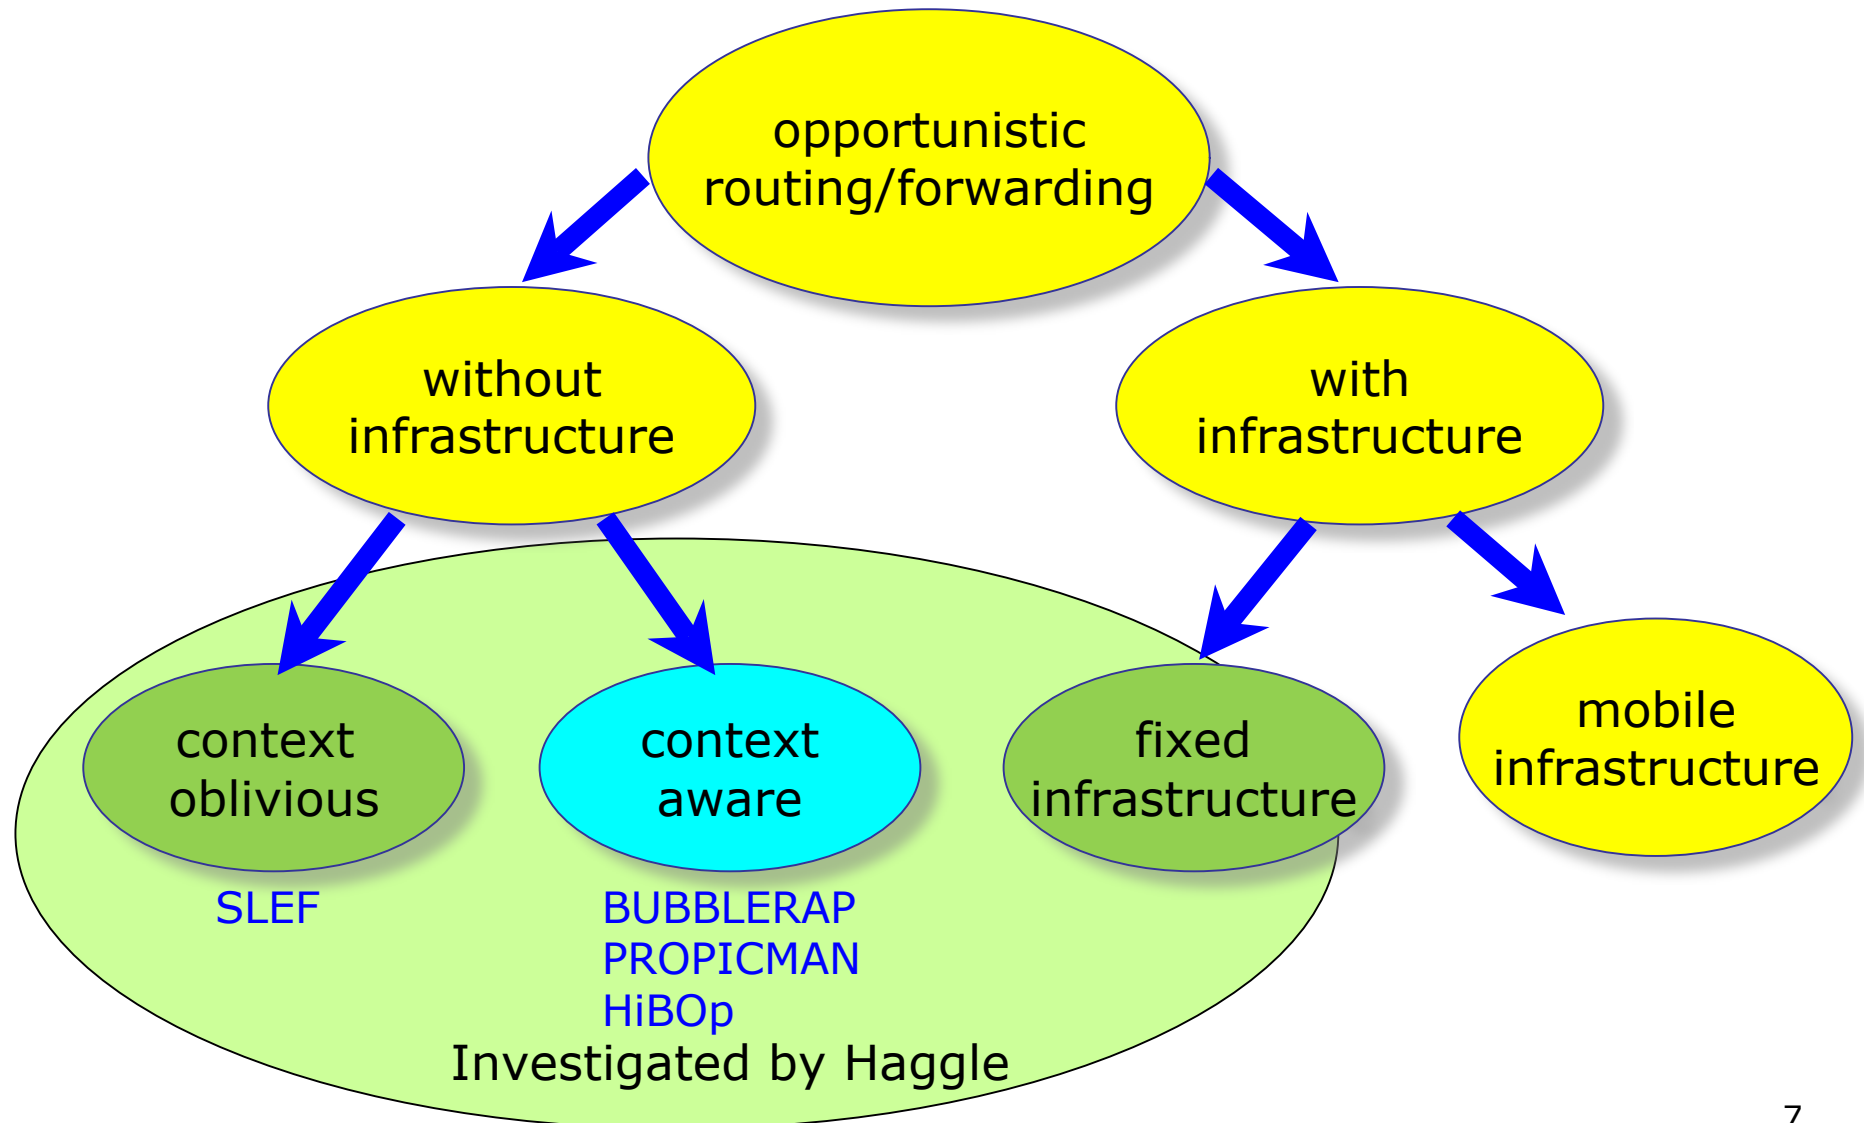 opportunistic
routing/forwarding
without
infrastructure
with
infrastructure
context
oblivious
context
aware
fixed
infrastructure
mobile
infrastructure
SLEF
BUBBLERAP
PROPICMAN
HiBOp
Investigated by Haggle
7